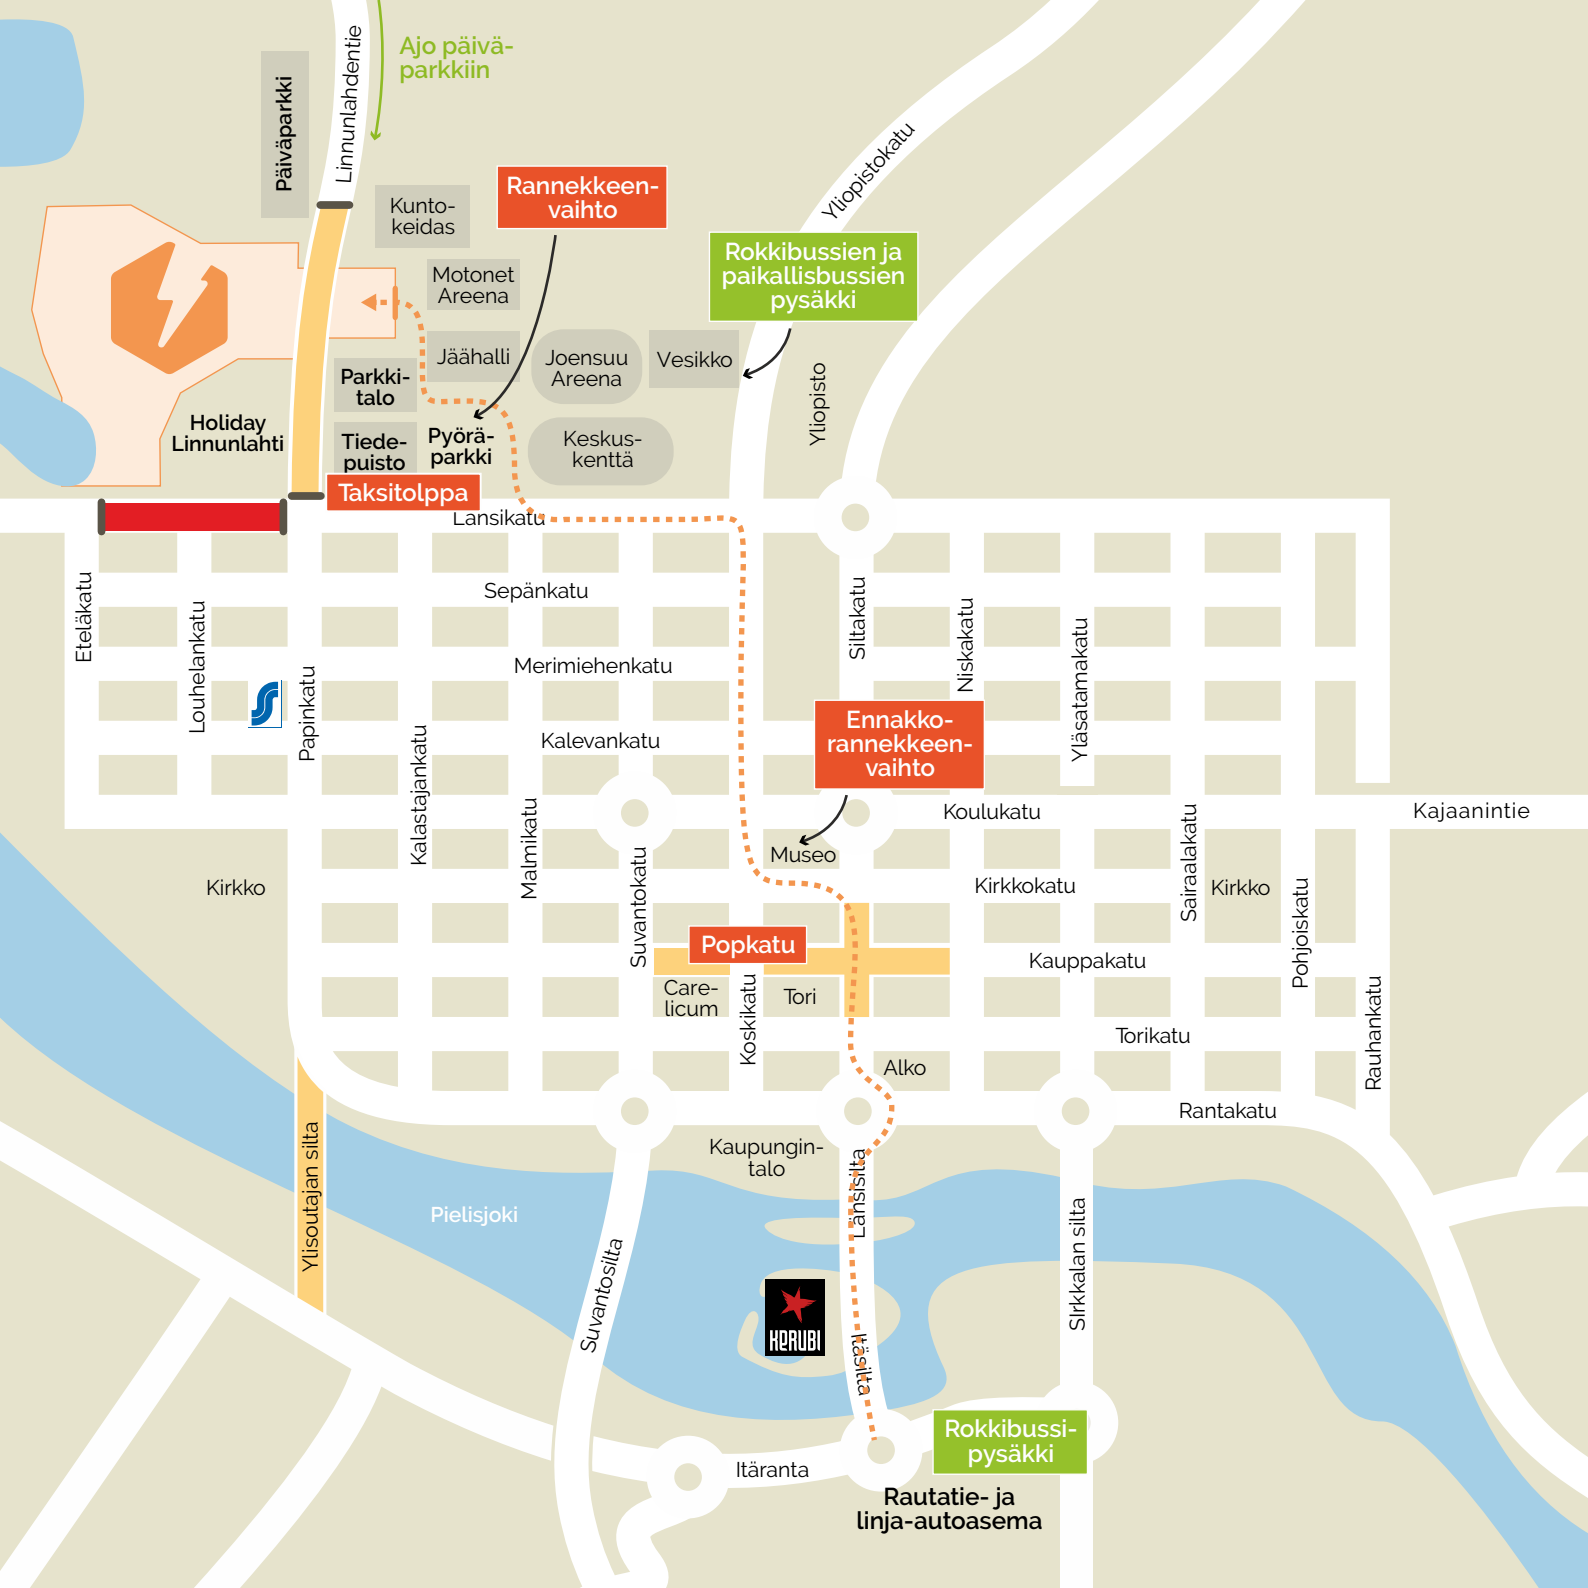 Linnunlahdentie
Ajo päivä-
parkkiin
Päiväparkki
Yliopistokatu
Rannekkeen-
vaihto
Kunto-
keidas
Rokkibussien ja
paikallisbussien
pysäkki
Motonet
Areena
Jäähalli
Joensuu
Areena
Vesikko
Yliopisto
Parkki-
talo
Holiday
Linnunlahti
Tiede-
puisto
Pyörä-
parkki
Keskus-
kenttä
Taksitolppa
Länsikatu
Eteläkatu
Louhelankatu
Papinkatu
Sepänkatu
Siltakatu
Niskakatu
Yläsatamakatu
Merimiehenkatu
Kalastajankatu
Kalevankatu
Ennakko-
rannekkeen-
vaihto
Malmikatu
Koulukatu
Kajaanintie
Suvantokatu
Museo
Sairaalakatu
Kirkko
Kirkkokatu
Kirkko
Pohjoiskatu
Popkatu
Kauppakatu
Care-
licum
Koskikatu
Tori
Torikatu
Rauhankatu
Alko
Rantakatu
Ylisoutajan silta
Kaupungin-
talo
Länsisilta
Pielisjoki
Suvantosilta
SIrkkalan silta
KERUBI
Itäsilta
Rokkibussi-
pysäkki
Itäranta
Rautatie- ja
linja-autoasema